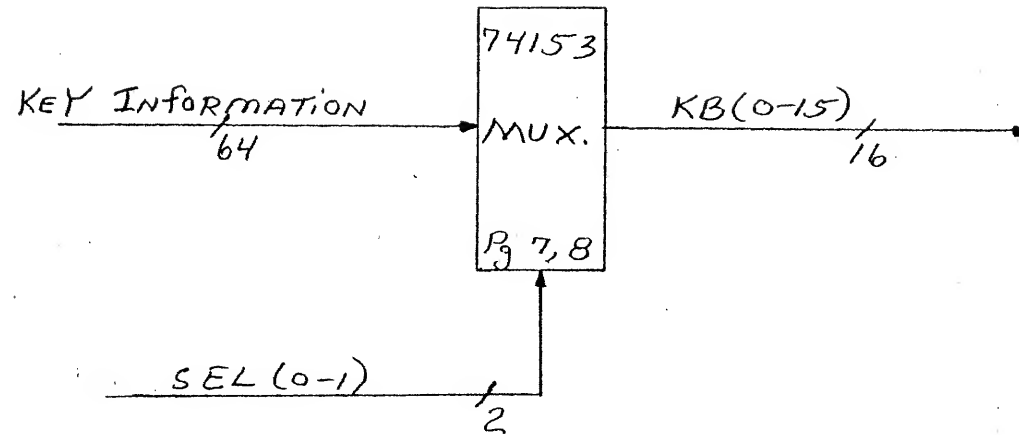 74153
KEY INFORMATION
64
MUX.
KB(0-15)
16
Pg 7,8
SEL (0-1)
2